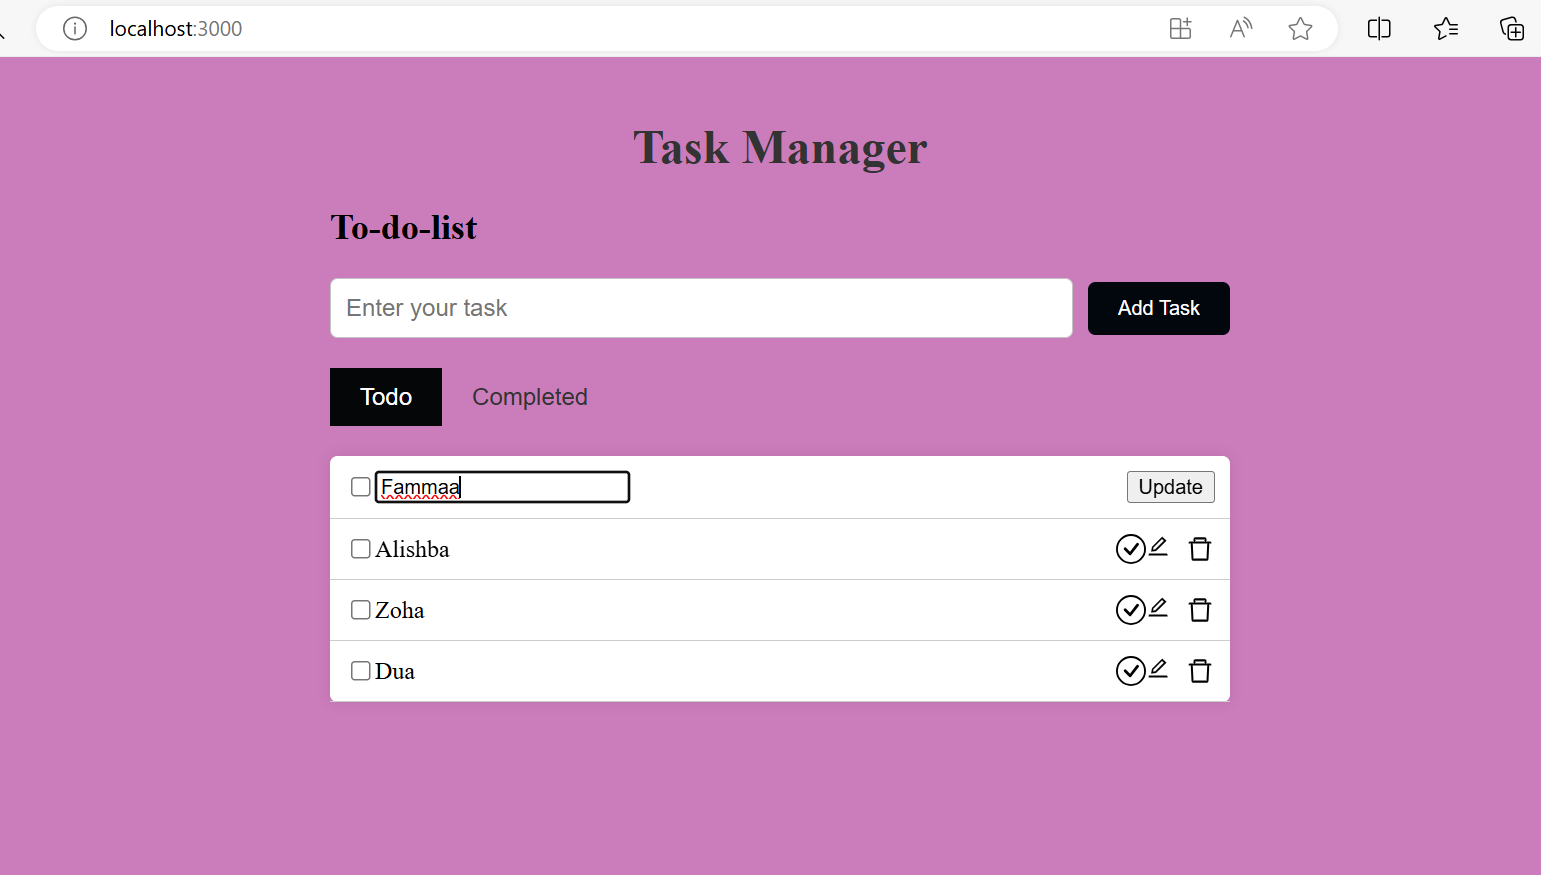 localhost:3000
Task Manager
To-do-list
Enter your task
Add Task
Todo
Completed
Fammaa
Update
Alishba
Zoha
Dua